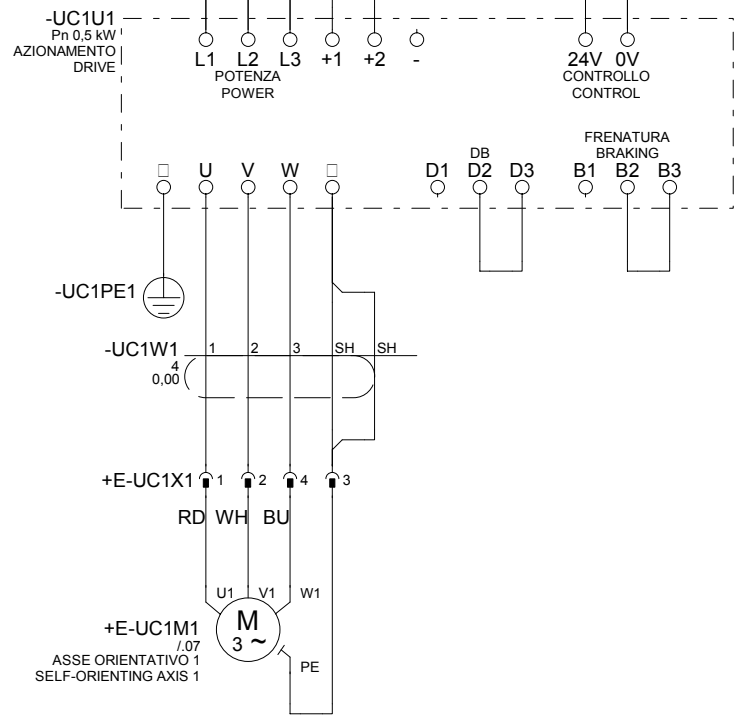 -UC1U1
Pn 0,5 kW
AZIONAMENTO
DRIVE
L1 L2 L3 +1 +2 -
POTENZA
POWER
24V 0V
CONTROLLO
CONTROL
FRENATURA
BRAKING
DB
U V W D1 D2 D3 B1 B2 B3
-UC1PE1
-UC1W1 1 2 3 SH SH
4
0,00
+E-UC1X1 1 2 4 3
RD WH BU
U1 V1 W1
+E-UC1M1
/.07
M
3 ~
ASSE ORIENTATIVO 1
SELF-ORIENTING AXIS 1
PE